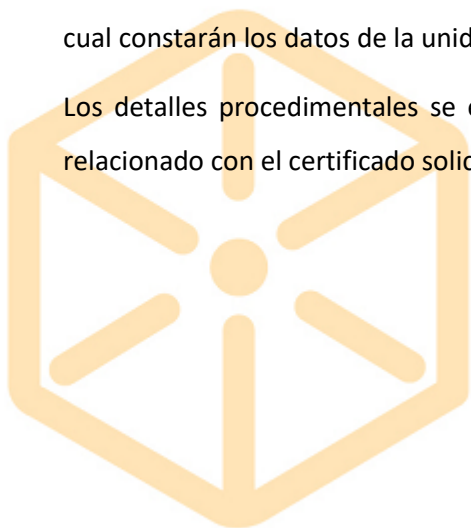 cual constarán los datos de la unid
Los detalles procedimentales se
relacionado con el certificado solic